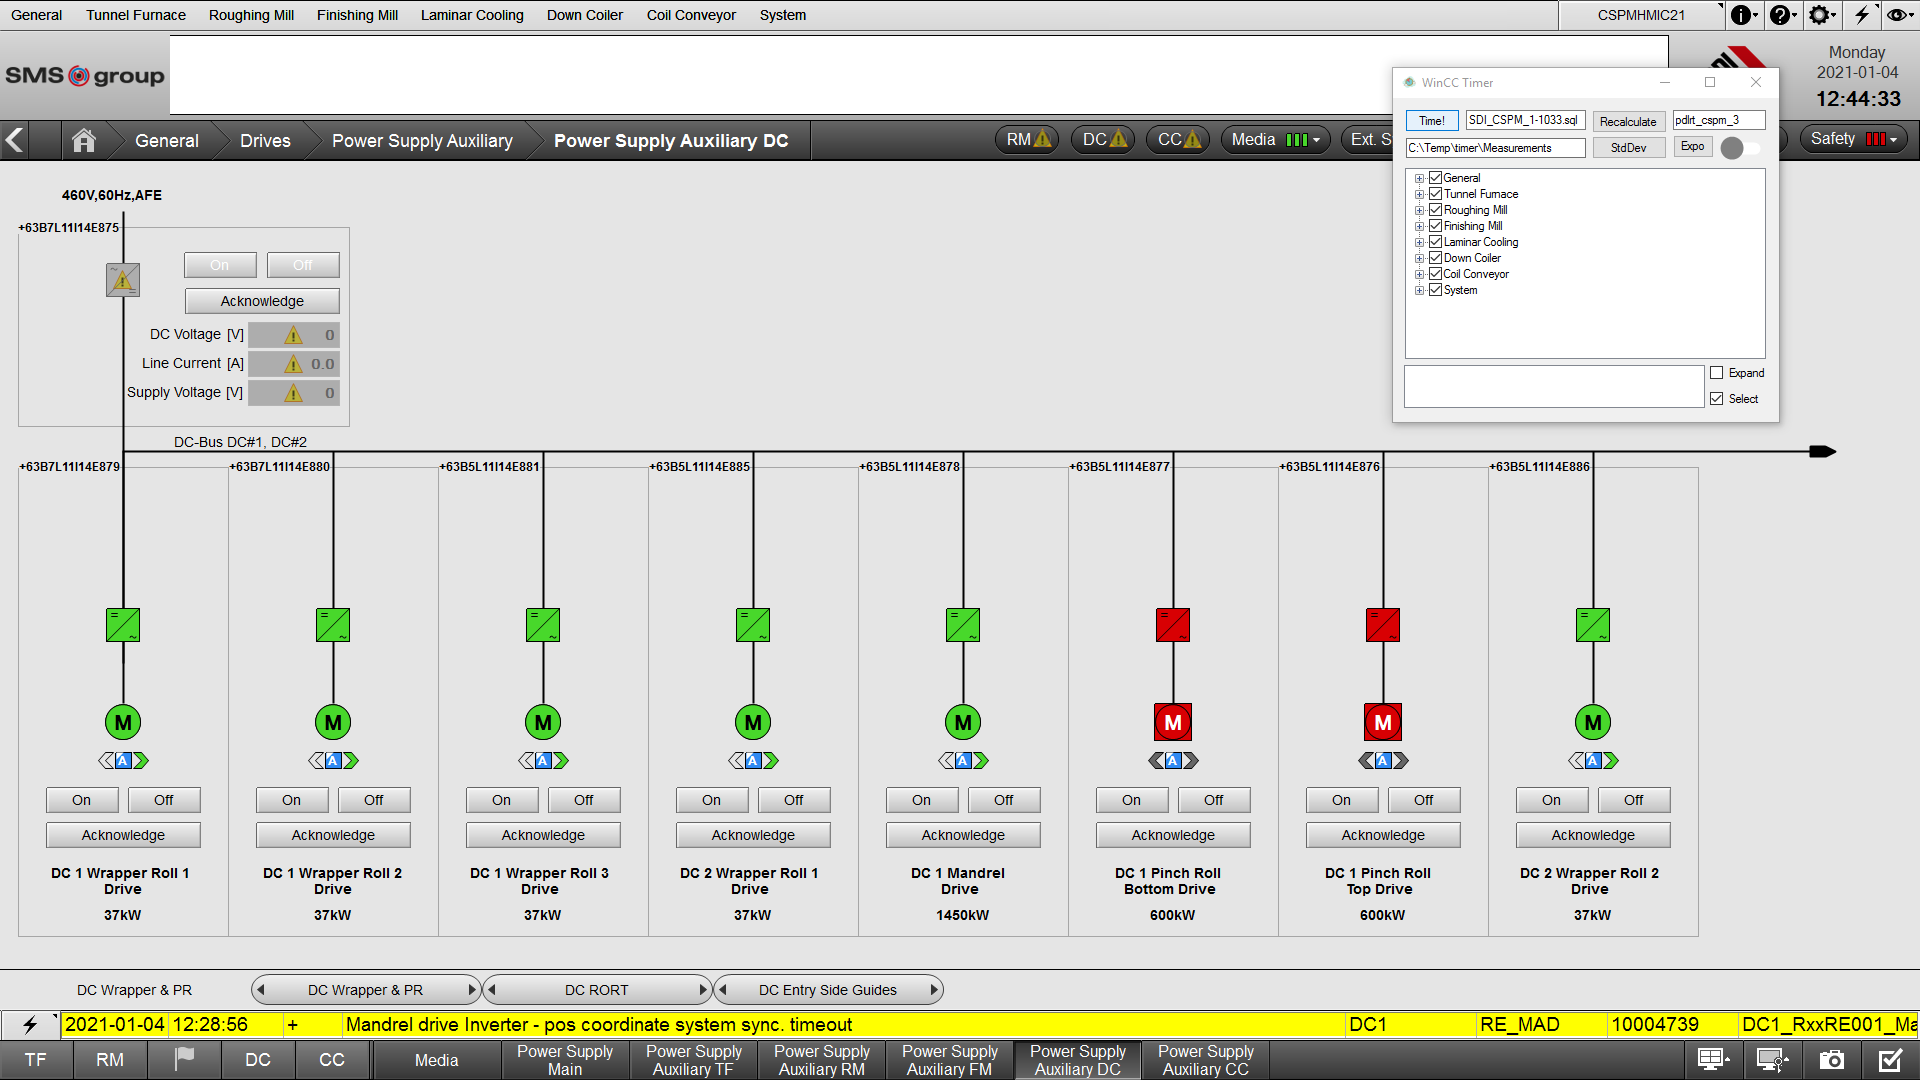 General Tunnel Furnace Roughing Mill Finishing Mill Laminar Cooling Down Coiler Coil Conveyor System CSPMHMIC21
SMS group
Monday
2021-01-04
12:44:33
General Drives Power Supply Auxiliary Power Supply Auxiliary DC RM DC CC Media Ext. S Safety
WinCC Timer
Time! SDI_CSPM_1-1033.sql Recalculate pdlrt_cspm_3
C:\Temp\timer\Measurements StdDev Expo
General
Tunnel Furnace
Roughing Mill
Finishing Mill
Laminar Cooling
Down Coiler
Coil Conveyor
System
Expand
Select
460V,60Hz,AFE
+63B7L11I14E875
On Off
Acknowledge
DC Voltage [V] 0
Line Current [A] 0.0
Supply Voltage [V] 0
DC-Bus DC#1, DC#2
+63B7L11I14E879 +63B7L11I14E880 +63B5L11I14E881 +63B5L11I14E885 +63B5L11I14E878 +63B5L11I14E877 +63B5L11I14E876 +63B5L11I14E886
M M M M M M M M
A A A A A A A A
On Off On Off On Off On Off On Off On Off On Off On Off
Acknowledge Acknowledge Acknowledge Acknowledge Acknowledge Acknowledge Acknowledge Acknowledge
DC 1 Wrapper Roll 1 DC 1 Wrapper Roll 2 DC 1 Wrapper Roll 3 DC 2 Wrapper Roll 1 DC 1 Mandrel DC 1 Pinch Roll DC 1 Pinch Roll DC 2 Wrapper Roll 2
Drive Drive Drive Drive Drive Bottom Drive Top Drive Drive
37kW 37kW 37kW 37kW 1450kW 600kW 600kW 37kW
DC Wrapper & PR DC Wrapper & PR DC RORT DC Entry Side Guides
2021-01-04 12:28:56 + Mandrel drive Inverter - pos coordinate system sync. timeout DC1 RE_MAD 10004739 DC1_RxxRE001_Ma
TF RM DC CC Media Power Supply Power Supply Power Supply Power Supply Power Supply Power Supply
Main Auxiliary TF Auxiliary RM Auxiliary FM Auxiliary DC Auxiliary CC